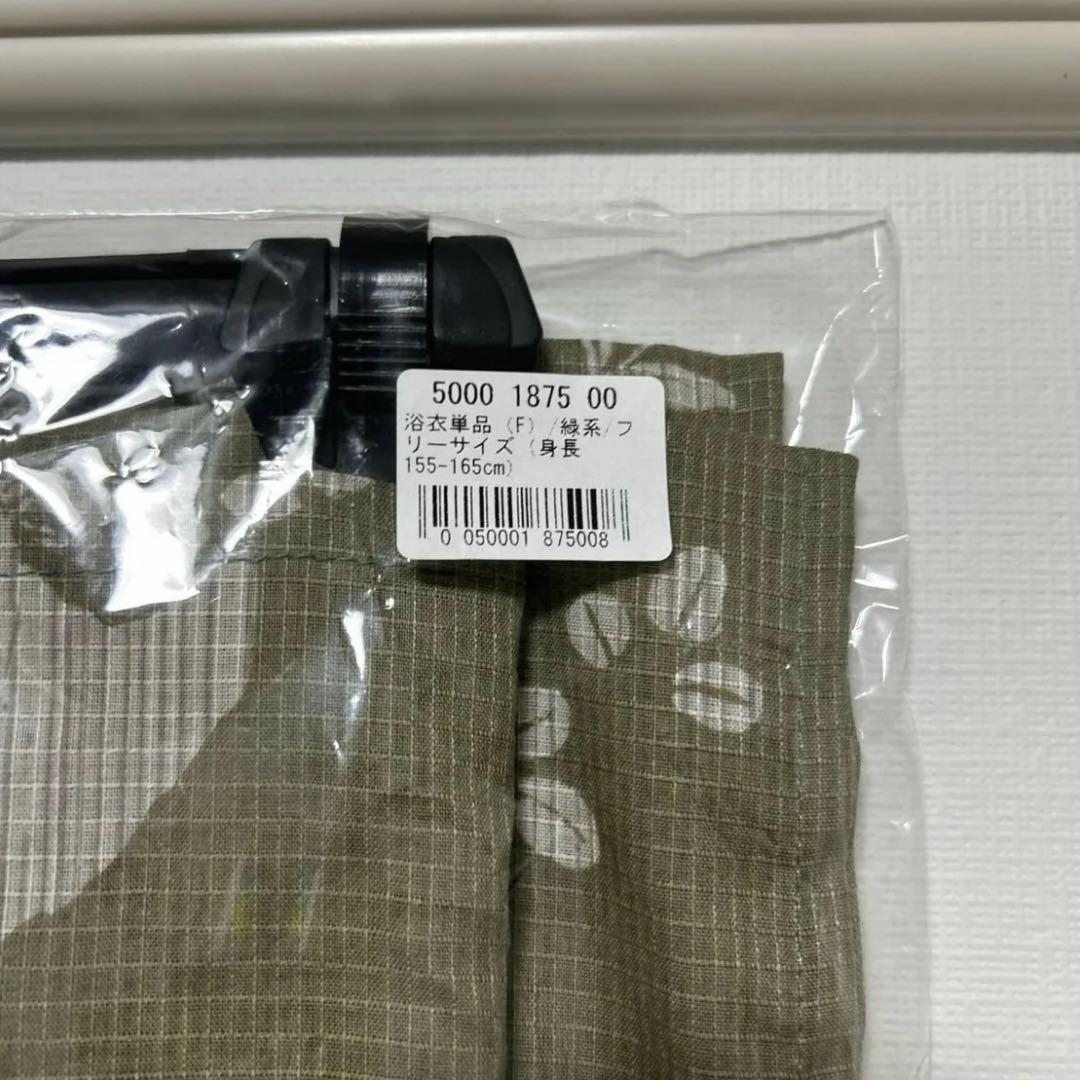 5000 1875 00
浴衣単品（F）/緑系/フ
リーサイズ（身長
155-165cm）
0 050001 875008